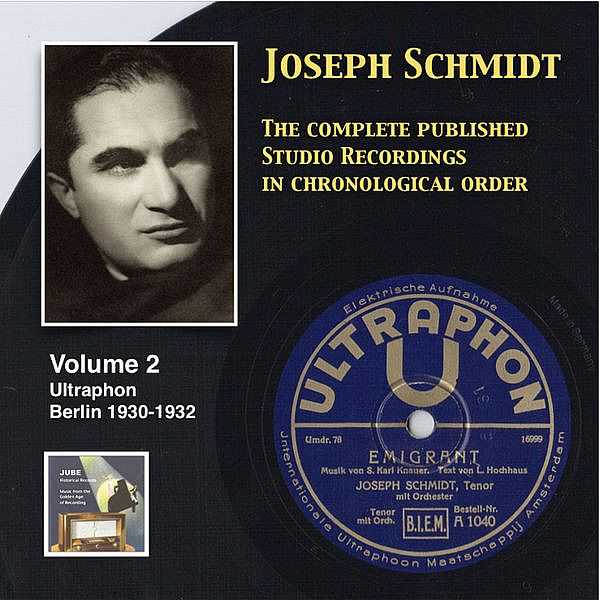 JOSEPH SCHMIDT
THE COMPLETE PUBLISHED
STUDIO RECORDINGS
IN CHRONOLOGICAL ORDER
Volume 2
Ultraphon
Berlin 1930-1932
JUBE
Historical Records
Music from the
Golden Age
of Recording
Elektrische Aufnahme
Made in Germany
ULTRAPHON
U
Umdr. 78
16999
EMIGRANT
Musik von S. Karl Knauer. Text von L. Hochhaus
JOSEPH SCHMIDT, Tenor
mit Orchester
Tenor
mit Orch.
B.I.E.M.
Bestell-Nr.
A 1040
Internationale Ultraphoon Maatschappij Amsterdam